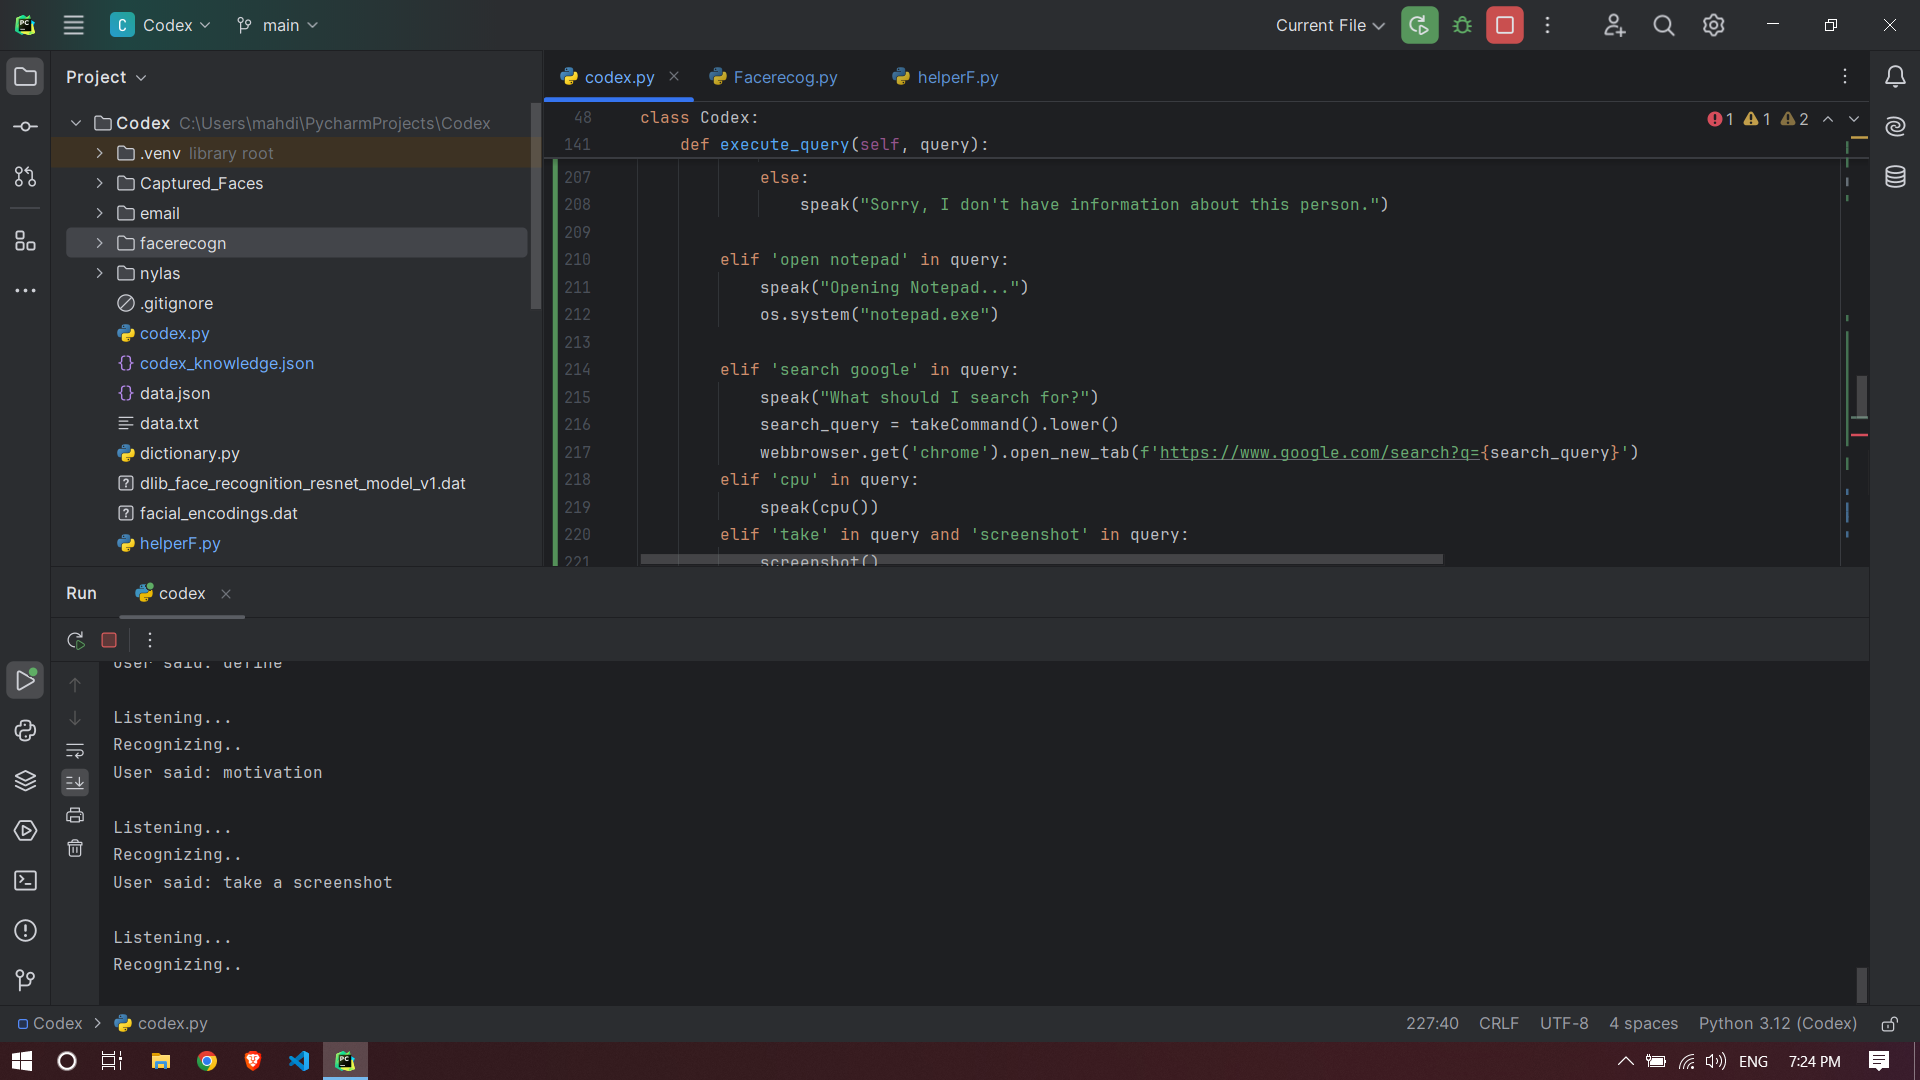 C Codex main Current File
Project
codex.py Facerecog.py helperF.py
Codex C:\Users\mahdi\PycharmProjects\Codex
.venv library root
Captured_Faces
email
facerecogn
nylas
.gitignore
codex.py
codex_knowledge.json
data.json
data.txt
dictionary.py
dlib_face_recognition_resnet_model_v1.dat
facial_encodings.dat
helperF.py
48 class Codex:
1 1 2
141 def execute_query(self, query):
207 else:
208 speak("Sorry, I don't have information about this person.")
209
210 elif 'open notepad' in query:
211 speak("Opening Notepad...")
212 os.system("notepad.exe")
213
214 elif 'search google' in query:
215 speak("What should I search for?")
216 search_query = takeCommand().lower()
217 webbrowser.get('chrome').open_new_tab(f'https://www.google.com/search?q={search_query}')
218 elif 'cpu' in query:
219 speak(cpu())
220 elif 'take' in query and 'screenshot' in query:
221 screenshot()
Run codex
User said: define
Listening...
Recognizing..
User said: motivation
Listening...
Recognizing..
User said: take a screenshot
Listening...
Recognizing..
Codex > codex.py 227:40 CRLF UTF-8 4 spaces Python 3.12 (Codex)
ENG 7:24 PM